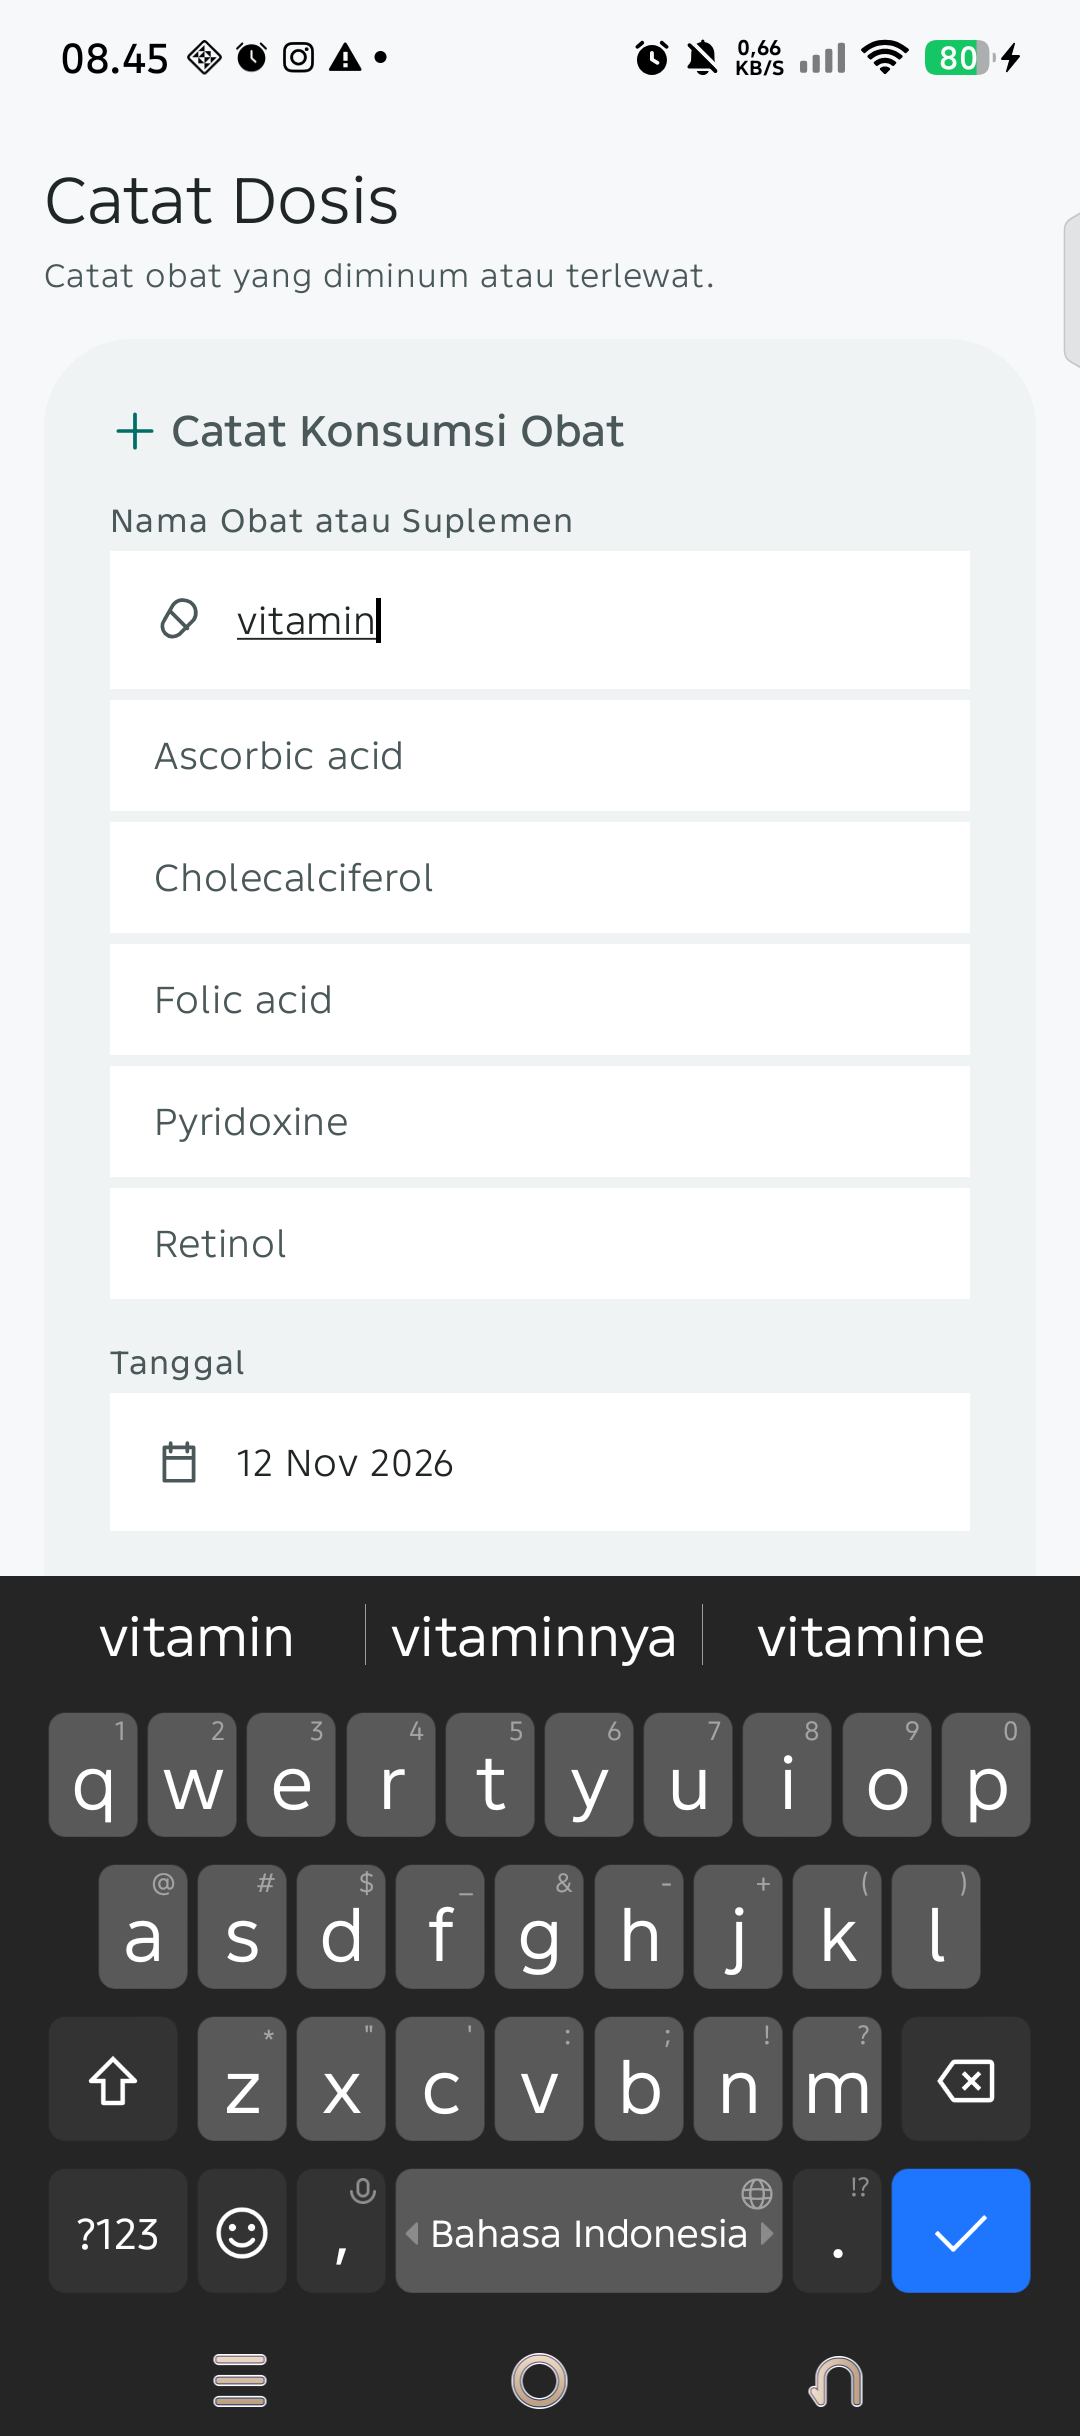 08.45
0,66
KB/S
80
Catat Dosis
Catat obat yang diminum atau terlewat.
+ Catat Konsumsi Obat
Nama Obat atau Suplemen
vitamin
Ascorbic acid
Cholecalciferol
Folic acid
Pyridoxine
Retinol
Tanggal
12 Nov 2026
vitamin vitaminnya vitamine
1 2 3 4 5 6 7 8 9 0
q w e r t y u i o p
@ # $ _ & - + ( )
a s d f g h j k l
* " ' : ; ! ?
z x c v b n m
!?
?123 , Bahasa Indonesia .